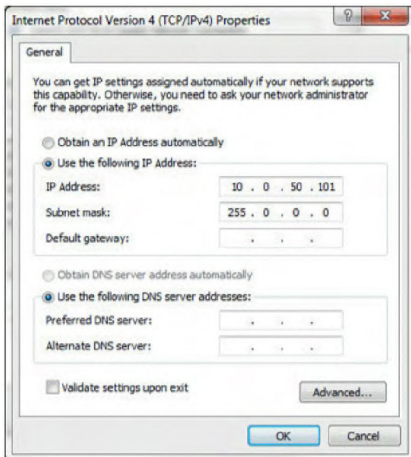 Internet Protocol Version 4 (TCP/IPv4) Properties
General
You can get IP settings assigned automatically if your network supports
this capability. Otherwise, you need to ask your network administrator
for the appropriate IP settings.
Obtain an IP Address automatically
Use the following IP Address:
IP Address: 10 . 0 . 50 . 101
Subnet mask: 255 . 0 . 0 . 0
Default gateway: . . .
Obtain DNS server address automatically
Use the following DNS server addresses:
Preferred DNS server: . . .
Alternate DNS server: . . .
Validate settings upon exit
Advanced...
OK Cancel